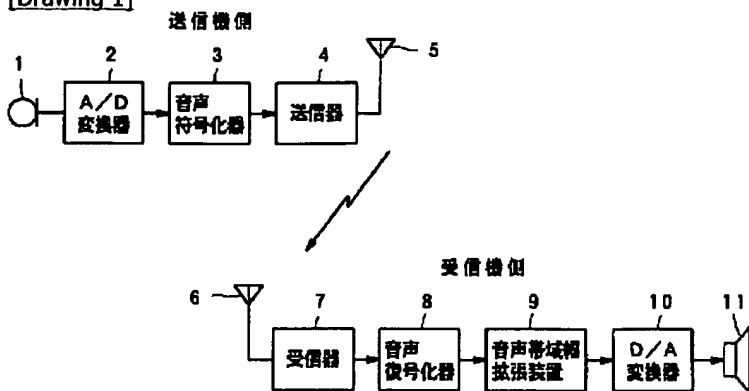 [Drawing 1]
送信機側
1
2
3
4
5
A/D
変換器
音声
符号化器
送信器
受信機側
6
7
8
9
10
11
受信器
音声
復号化器
音声帯域幅
拡張装置
D/A
変換器